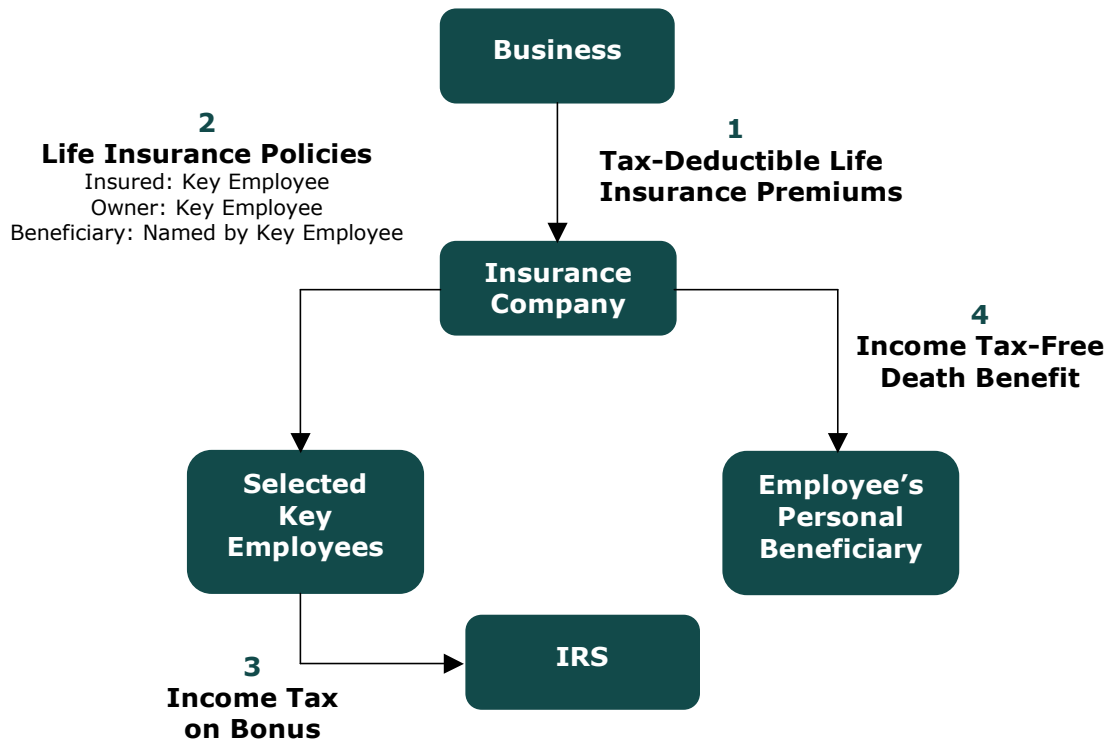 Business
2
Life Insurance Policies
Insured: Key Employee
Owner: Key Employee
Beneficiary: Named by Key Employee
1
Tax-Deductible Life
Insurance Premiums
Insurance
Company
4
Income Tax-Free
Death Benefit
Selected
Key
Employees
Employee’s
Personal
Beneficiary
3
Income Tax
on Bonus
IRS